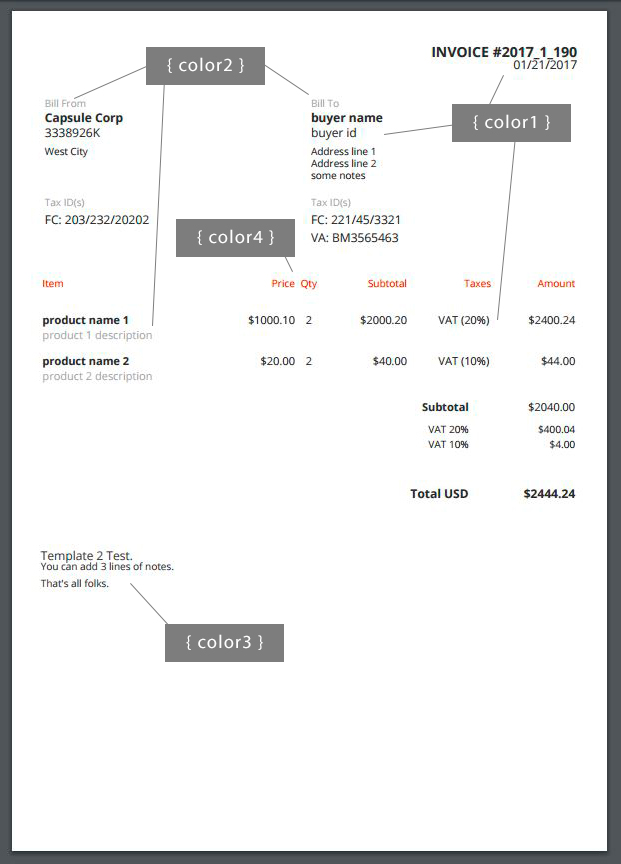 INVOICE #2017_1_190
{ color2 }
01/21/2017
Bill From
Bill To
Capsule Corp
buyer name
{ color1 }
3338926K
buyer id
West City
Address line 1
Address line 2
some notes
Tax ID(s)
Tax ID(s)
FC: 203/232/20202
FC: 221/45/3321
{ color4 }
VA: BM3565463
Item Price Qty Subtotal Taxes Amount
product name 1 $1000.10 2 $2000.20 VAT (20%) $2400.24
product 1 description
product name 2 $20.00 2 $40.00 VAT (10%) $44.00
product 2 description
Subtotal $2040.00
VAT 20% $400.04
VAT 10% $4.00
Total USD $2444.24
Template 2 Test.
You can add 3 lines of notes.
That's all folks.
{ color3 }